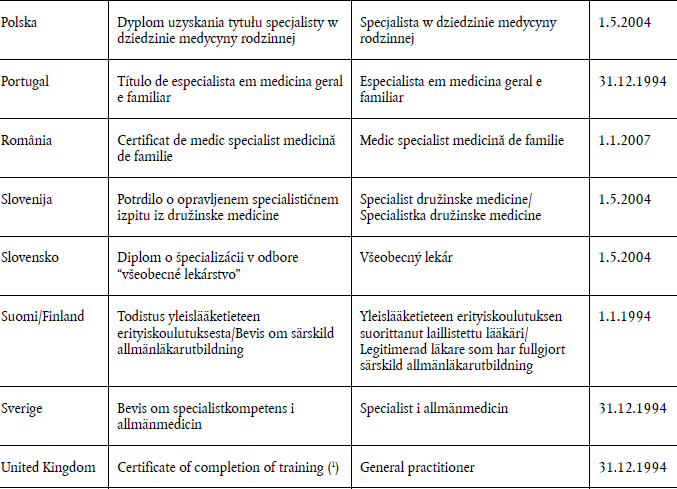 Polska
Dyplom uzyskania tytułu specjalisty w
dziedzinie medycyny rodzinnej
Specjalista w dziedzinie medycyny
rodzinnej
1.5.2004
Portugal
Título de especialista em medicina geral
e familiar
Especialista em medicina geral e
familiar
31.12.1994
România
Certificat de medic specialist medicină
de familie
Medic specialist medicină de familie
1.1.2007
Slovenija
Potrdilo o opravljenem specialističnem
izpitu iz družinske medicine
Specialist družinske medicine/
Specialistka družinske medicine
1.5.2004
Slovensko
Diplom o špecializácii v odbore
“všeobecné lekárstvo”
Všeobecný lekár
1.5.2004
Suomi/Finland
Todistus yleislääketieteen
erityiskoulutuksesta/Bevis om särskild
allmänläkarutbildning
Yleislääketieteen erityiskoulutuksen
suorittanut laillistettu lääkäri/
Legitimerad läkare som har fullgjort
särskild allmänläkarutbildning
1.1.1994
Sverige
Bevis om specialistkompetens i
allmänmedicin
Specialist i allmänmedicin
31.12.1994
United Kingdom
Certificate of completion of training (¹)
General practitioner
31.12.1994